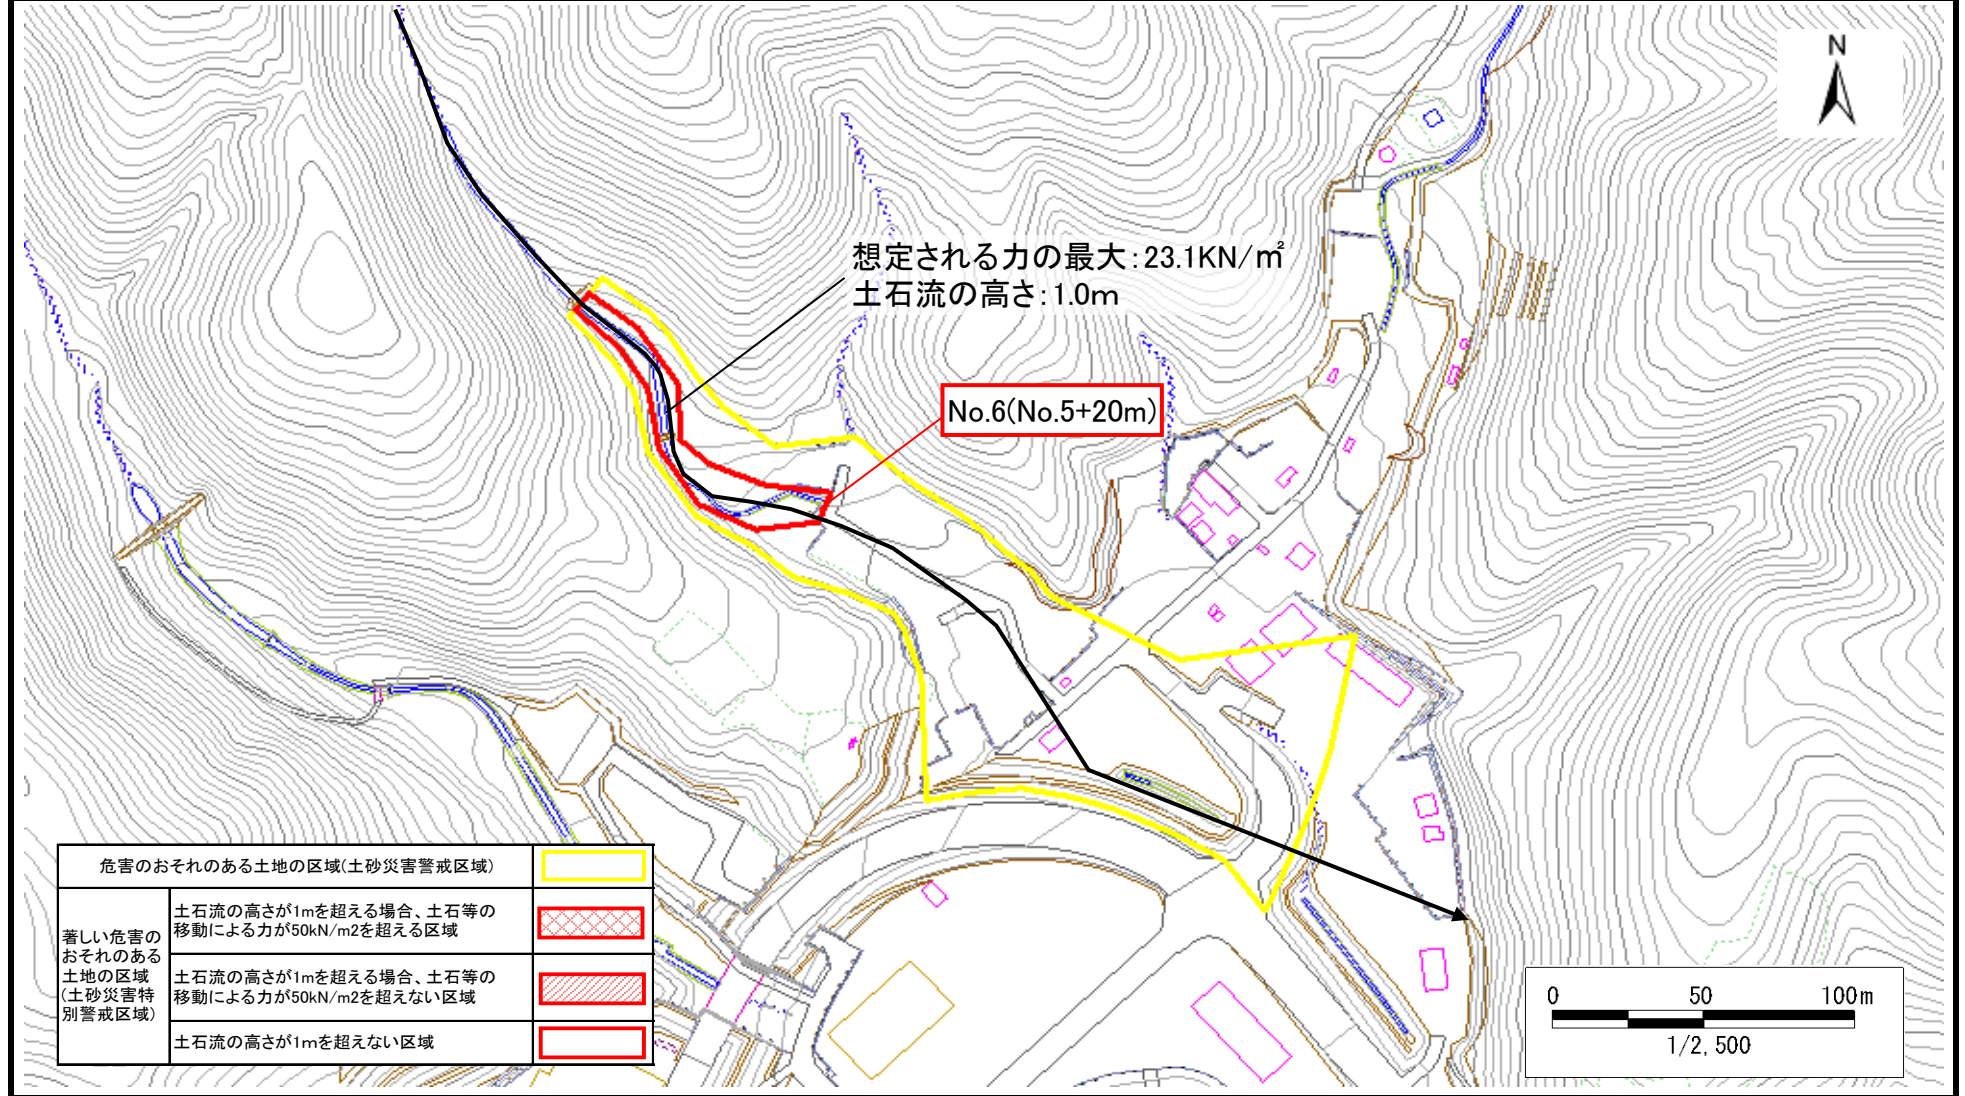 N
想定される力の最大:23.1KN/㎡
土石流の高さ:1.0m
No.6(No.5+20m)
危害のおそれのある土地の区域(土砂災害警戒区域)
著しい危害の
おそれのある
土地の区域
(土砂災害特
別警戒区域)
土石流の高さが1mを超える場合、土石等の
移動による力が50kN/m2を超える区域
土石流の高さが1mを超える場合、土石等の
移動による力が50kN/m2を超えない区域
土石流の高さが1mを超えない区域
0 50 100m
1/2,500